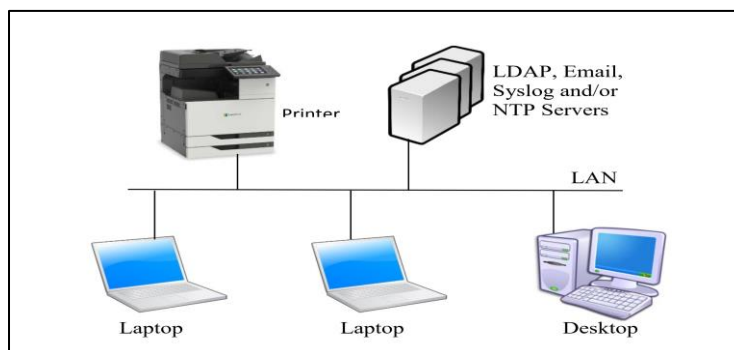 Printer
LDAP, Email,
Syslog and/or
NTP Servers
LAN
Laptop
Laptop
Desktop